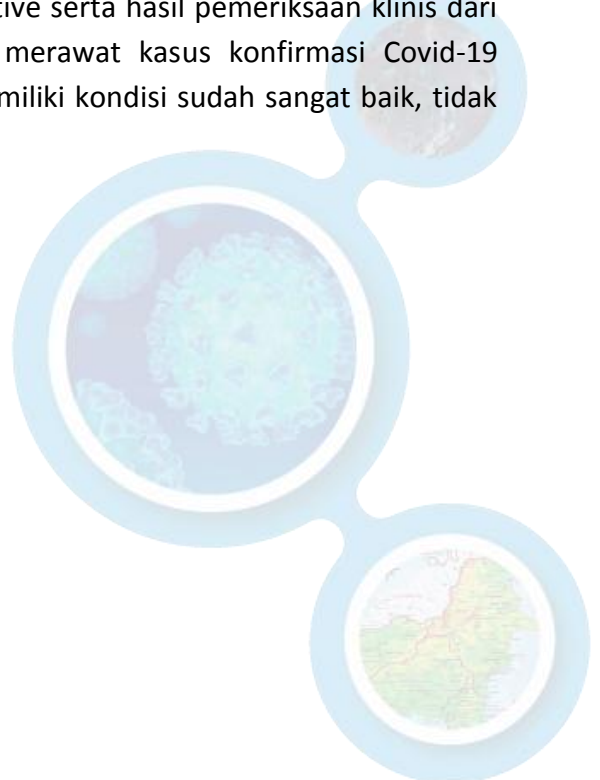 tive serta hasil pemeriksaan klinis dari
merawat kasus konfirmasi Covid-19
miliki kondisi sudah sangat baik, tidak